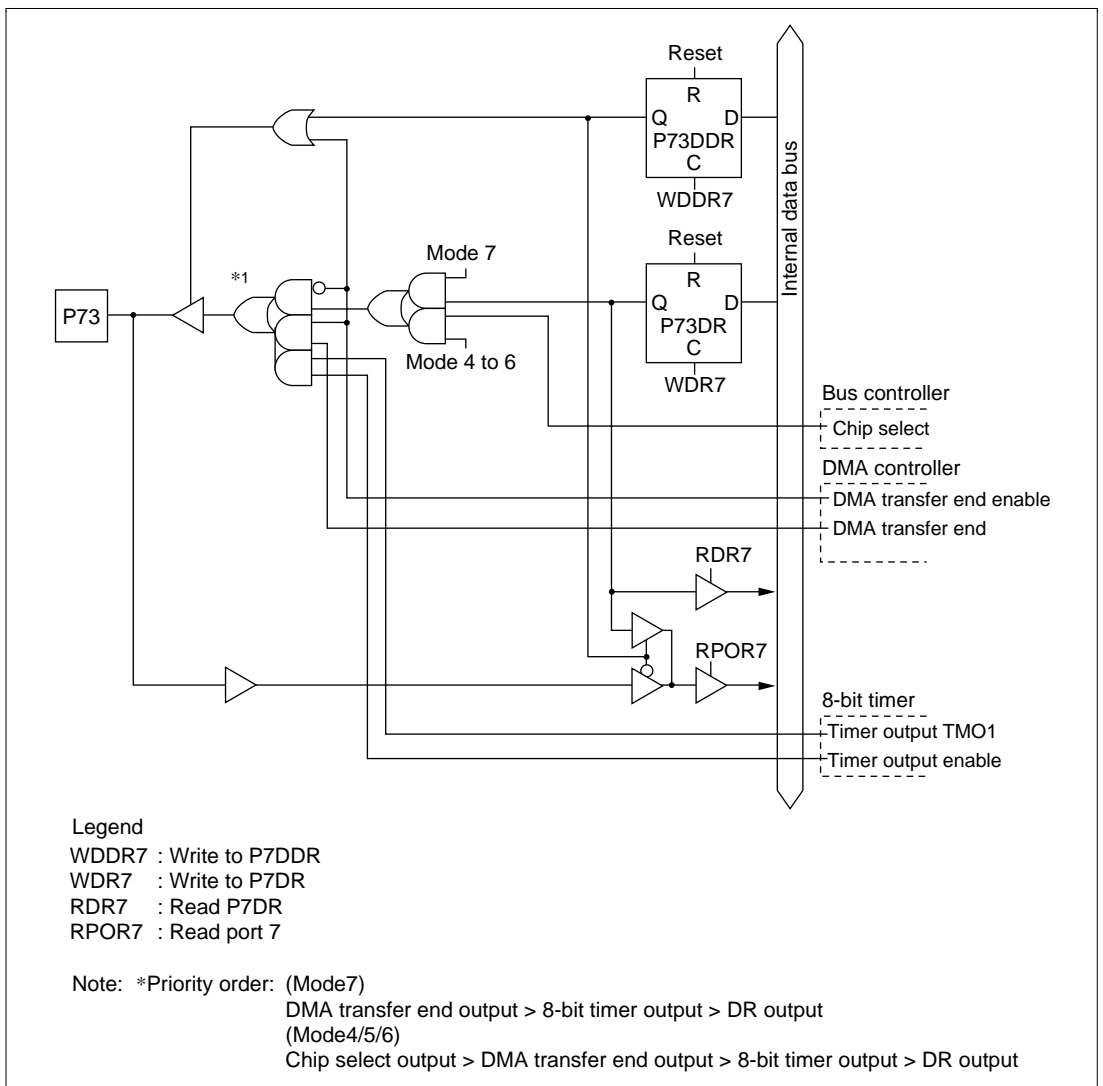 Reset
R
Q D
P73DDR
C
WDDR7
Internal data bus
Reset
R
Q D
P73DR
C
WDR7
Mode 7
*1
P73
Mode 4 to 6
Bus controller
Chip select
DMA controller
DMA transfer end enable
DMA transfer end
RDR7
RPOR7
8-bit timer
Timer output TMO1
Timer output enable
Legend
WDDR7 : Write to P7DDR
WDR7 : Write to P7DR
RDR7 : Read P7DR
RPOR7 : Read port 7
Note: *Priority order: (Mode7)
DMA transfer end output > 8-bit timer output > DR output
(Mode4/5/6)
Chip select output > DMA transfer end output > 8-bit timer output > DR output